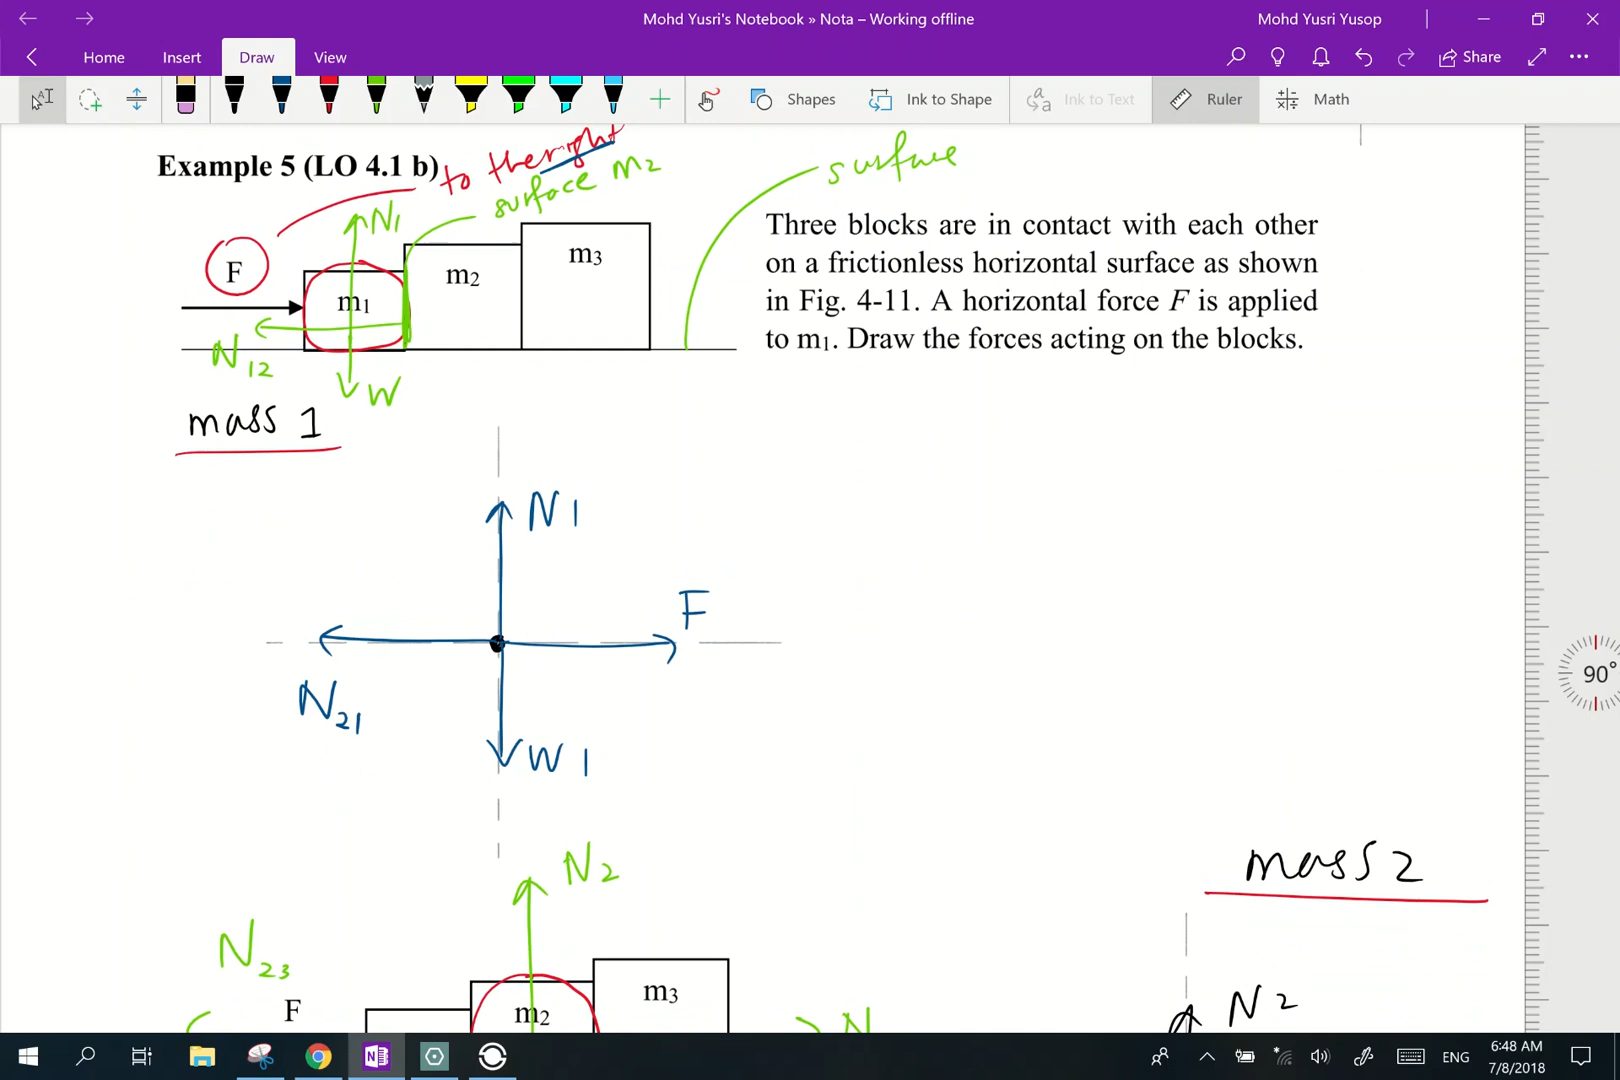 Mohd Yusri's Notebook » Nota – Working offline
Mohd Yusri Yusop
Home
Insert
Draw
View
Share
Shapes
Ink to Shape
Ink to Text
Ruler
Math
Example 5 (LO 4.1 b)
to the right
surface m2
surface
Three blocks are in contact with each other
on a frictionless horizontal surface as shown
in Fig. 4-11. A horizontal force F is applied
to m1. Draw the forces acting on the blocks.
N1
F
m1
m2
m3
N12
W
mass 1
N1
F
N21
W1
90°
mass 2
N2
N23
F
m2
m3
N
N2
ENG
6:48 AM
7/8/2018